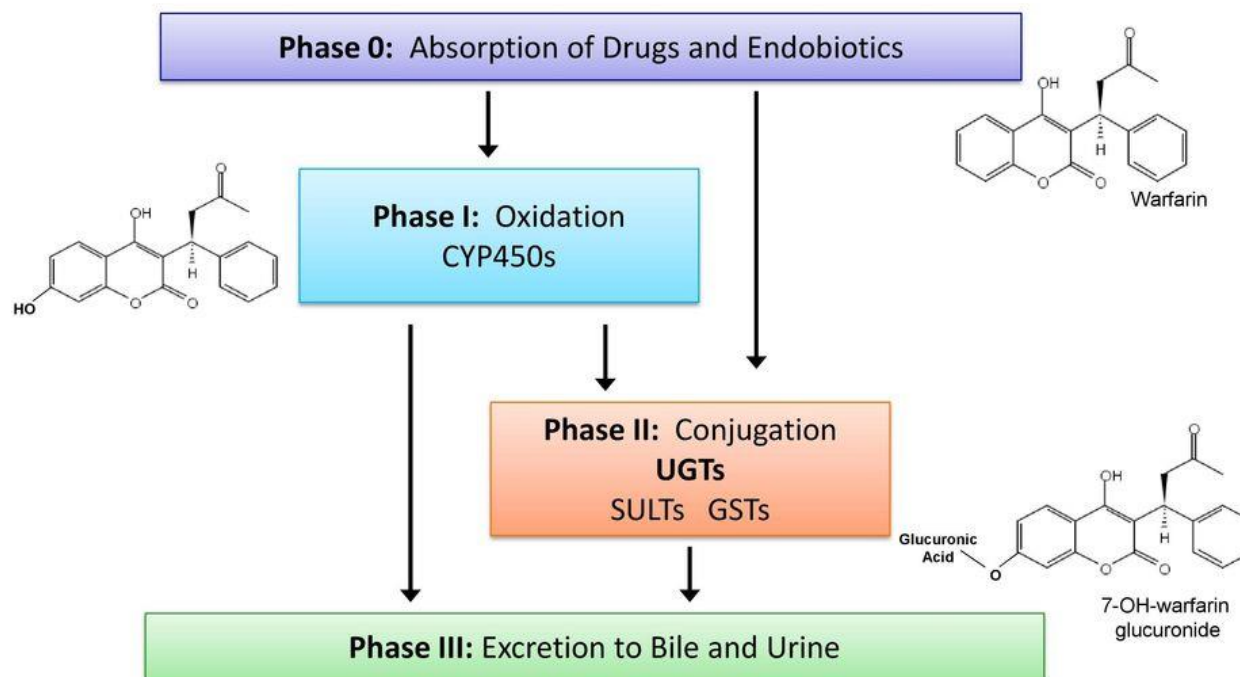 Phase 0: Absorption of Drugs and Endobiotics
O
OH
H
O
O
Warfarin
O
OH
H
O
O
HO
Phase I: Oxidation
CYP450s
Phase II: Conjugation
UGTs
SULTs GSTs
O
OH
H
O
O
Glucuronic
Acid
O
7-OH-warfarin
glucuronide
Phase III: Excretion to Bile and Urine